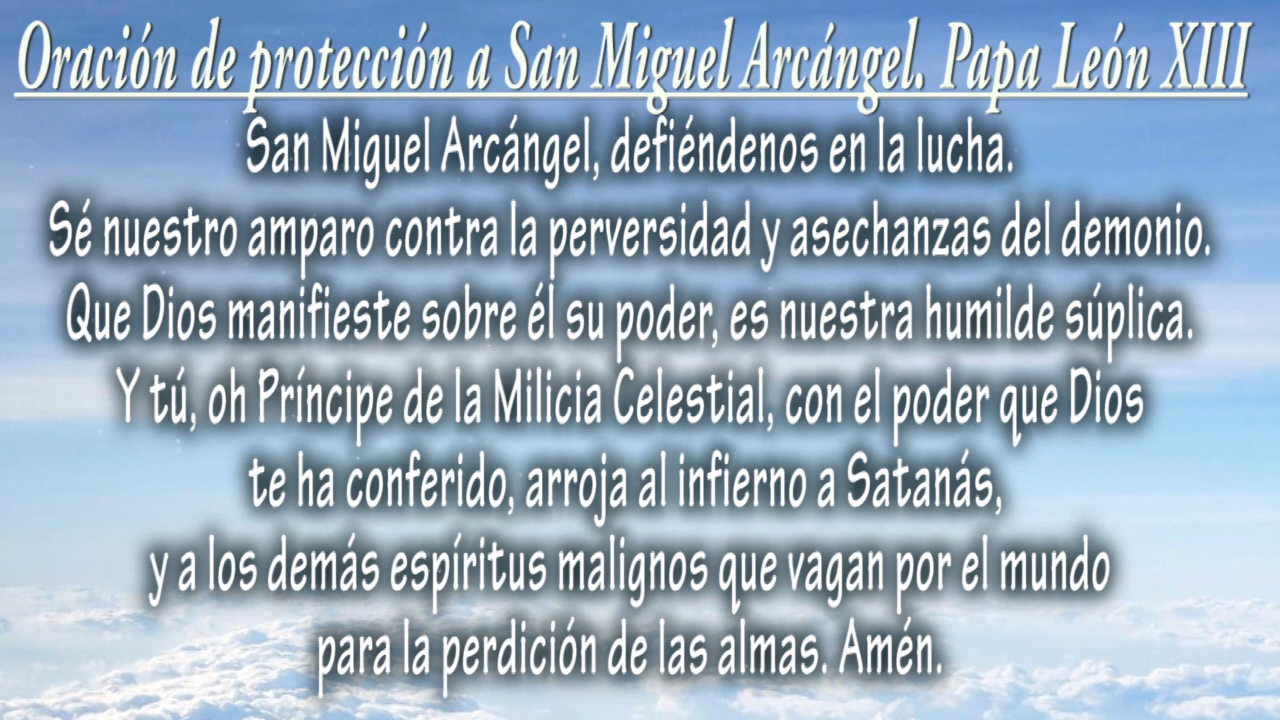 Oración de protección a San Miguel Arcángel. Papa León XIII
San Miguel Arcángel, defiéndenos en la lucha.
Sé nuestro amparo contra la perversidad y asechanzas del demonio.
Que Dios manifieste sobre él su poder, es nuestra humilde súplica.
Y tú, oh Príncipe de la Milicia Celestial, con el poder que Dios
te ha conferido, arroja al infierno a Satanás,
y a los demás espíritus malignos que vagan por el mundo
para la perdición de las almas. Amén.